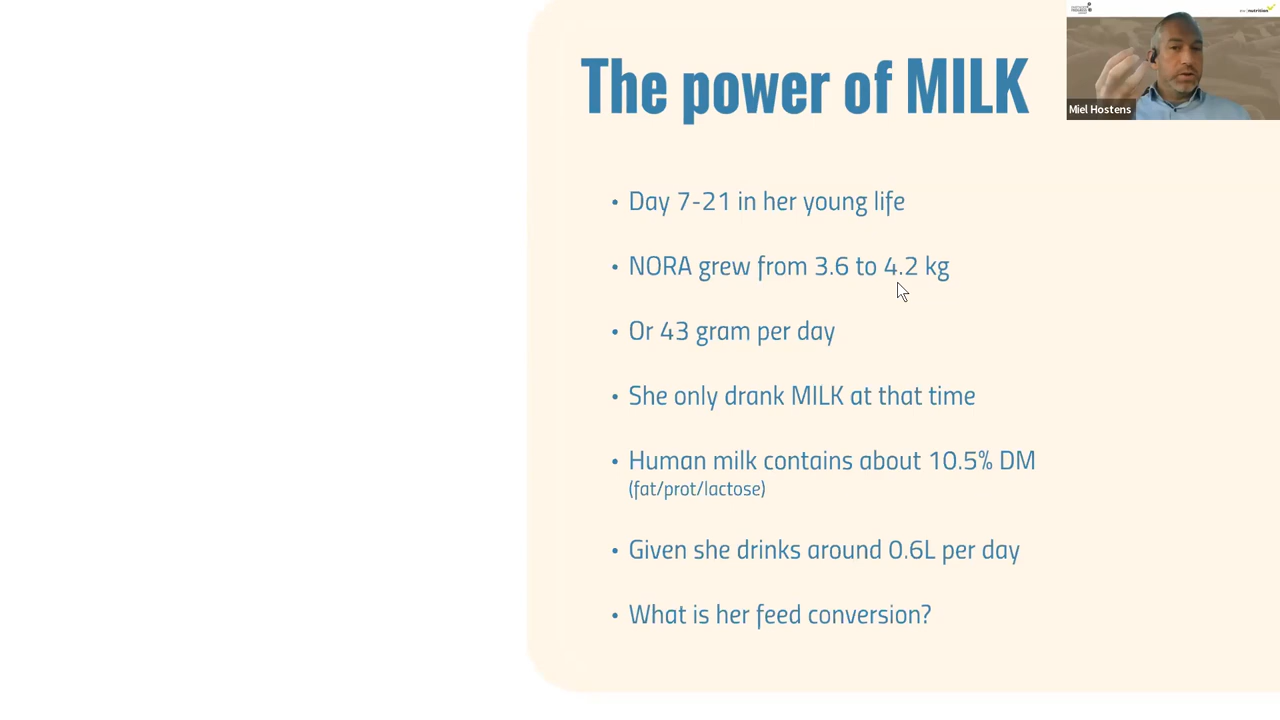 The power of MILK
• Day 7-21 in her young life
• NORA grew from 3.6 to 4.2 kg
• Or 43 gram per day
• She only drank MILK at that time
• Human milk contains about 10.5% DM
(fat/prot/lactose)
• Given she drinks around 0.6L per day
• What is her feed conversion?
Miel Hostens